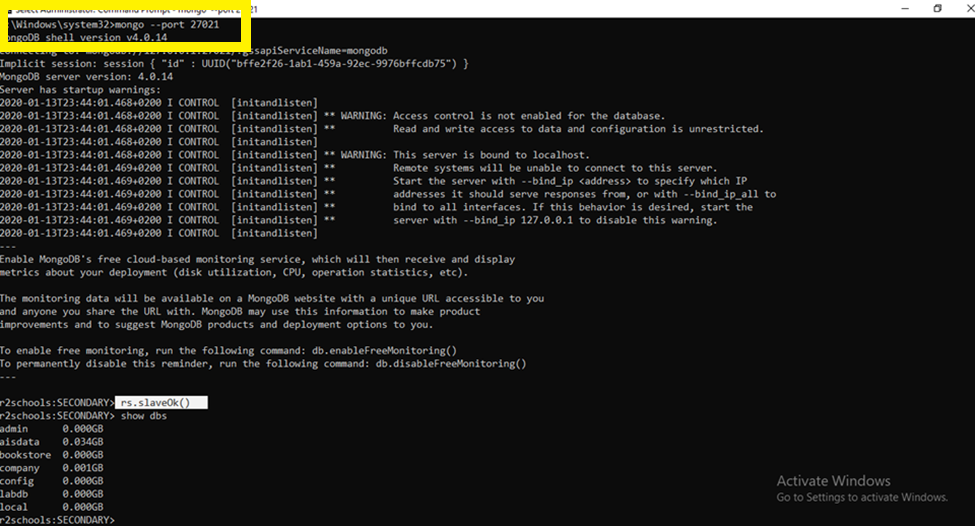 Select Administrator: Command Prompt - mongo --port 27021
:\Windows\system32>mongo --port 27021
ongoDB shell version v4.0.14
gssapiServiceName=mongodb
Implicit session: session { "id" : UUID("bffe2f26-1ab1-459a-92ec-9976bffcdb75") }
MongoDB server version: 4.0.14
Server has startup warnings:
2020-01-13T23:44:01.468+0200 I CONTROL  [initandlisten]
2020-01-13T23:44:01.468+0200 I CONTROL  [initandlisten] ** WARNING: Access control is not enabled for the database.
2020-01-13T23:44:01.468+0200 I CONTROL  [initandlisten] **          Read and write access to data and configuration is unrestricted.
2020-01-13T23:44:01.468+0200 I CONTROL  [initandlisten]
2020-01-13T23:44:01.468+0200 I CONTROL  [initandlisten] ** WARNING: This server is bound to localhost.
2020-01-13T23:44:01.469+0200 I CONTROL  [initandlisten] **          Remote systems will be unable to connect to this server.
2020-01-13T23:44:01.469+0200 I CONTROL  [initandlisten] **          Start the server with --bind_ip <address> to specify which IP
2020-01-13T23:44:01.469+0200 I CONTROL  [initandlisten] **          addresses it should serve responses from, or with --bind_ip_all to
2020-01-13T23:44:01.469+0200 I CONTROL  [initandlisten] **          bind to all interfaces. If this behavior is desired, start the
2020-01-13T23:44:01.469+0200 I CONTROL  [initandlisten] **          server with --bind_ip 127.0.0.1 to disable this warning.
2020-01-13T23:44:01.469+0200 I CONTROL  [initandlisten]
---
Enable MongoDB's free cloud-based monitoring service, which will then receive and display
metrics about your deployment (disk utilization, CPU, operation statistics, etc).
The monitoring data will be available on a MongoDB website with a unique URL accessible to you
and anyone you share the URL with. MongoDB may use this information to make product
improvements and to suggest MongoDB products and deployment options to you.
To enable free monitoring, run the following command: db.enableFreeMonitoring()
To permanently disable this reminder, run the following command: db.disableFreeMonitoring()
---
r2schools:SECONDARY> rs.slaveOk()
r2schools:SECONDARY> show dbs
admin      0.000GB
aisdata    0.034GB
bookstore  0.000GB
company    0.001GB
config     0.000GB
labdb      0.000GB
local      0.000GB
r2schools:SECONDARY>
Activate Windows
Go to Settings to activate Windows.